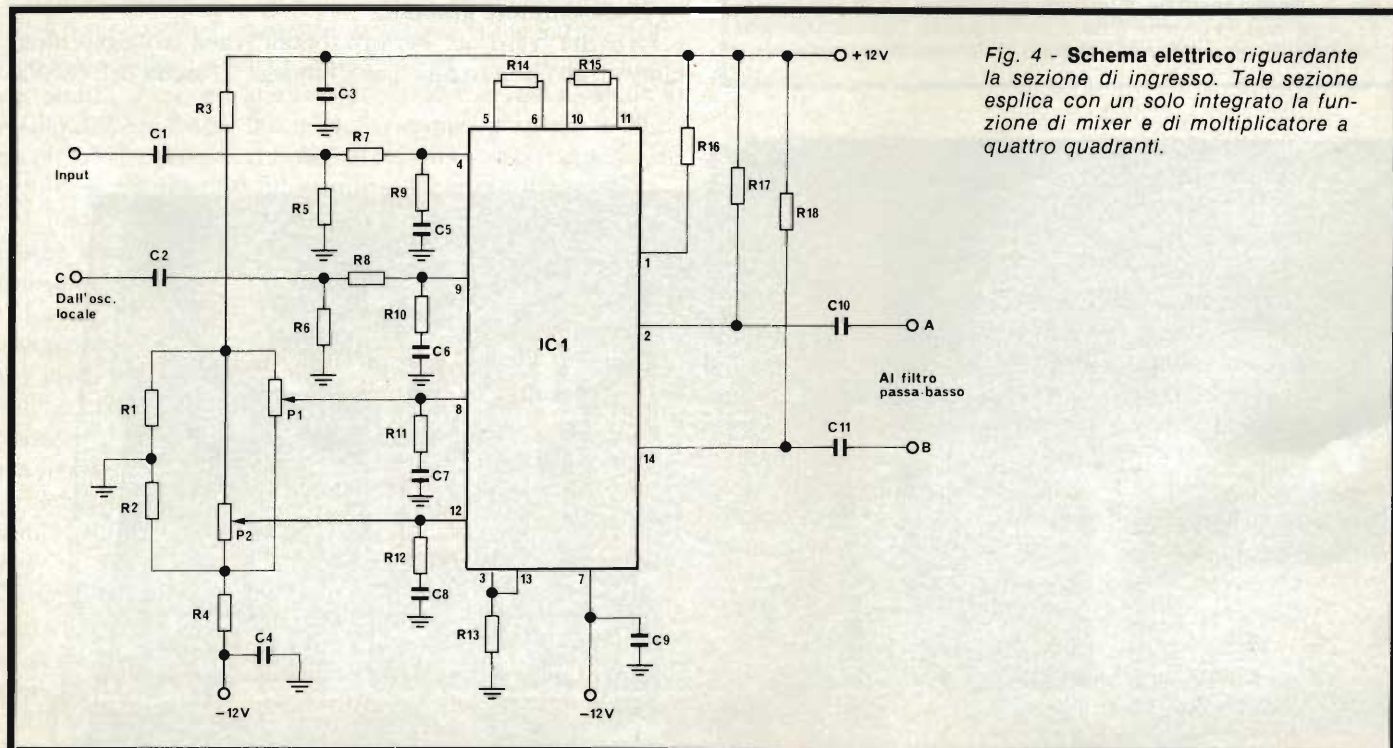 Fig. 4 - Schema elettrico riguardante
la sezione di ingresso. Tale sezione
esplica con un solo integrato la fun-
zione di mixer e di moltiplicatore a
quattro quadranti.
+12V
R14
R15
R3
C3
5
6
10
11
R16
R17
R18
C1
R7
4
Input
R9
R5
C5
1
C2
R8
9
C
Dall'osc.
locale
R10
R6
C6
IC1
2
C10
A
Al filtro
passa-basso
R1
P1
8
R11
C7
C11
B
14
R2
P2
12
R12
C8
3
13
7
R4
C4
R13
C9
-12V
-12V